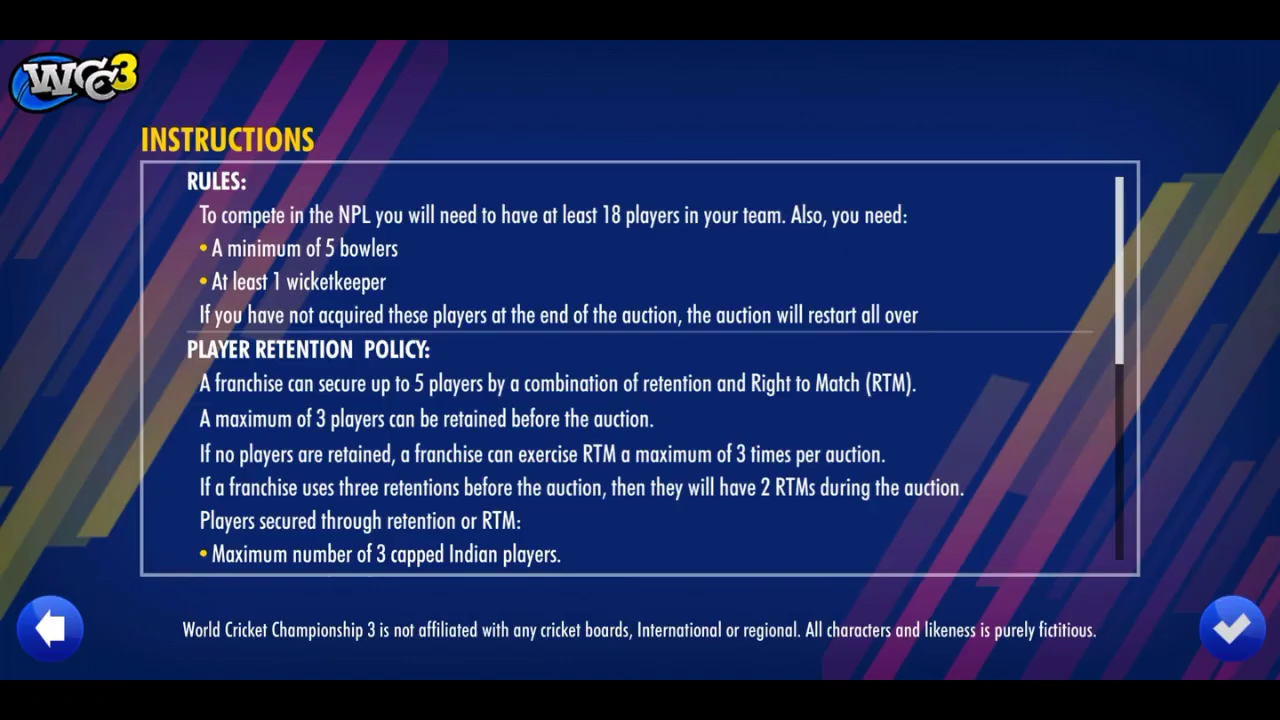 WCC3
INSTRUCTIONS
RULES:
To compete in the NPL you will need to have at least 18 players in your team. Also, you need:
• A minimum of 5 bowlers
• At least 1 wicketkeeper
If you have not acquired these players at the end of the auction, the auction will restart all over
PLAYER RETENTION POLICY:
A franchise can secure up to 5 players by a combination of retention and Right to Match (RTM).
A maximum of 3 players can be retained before the auction.
If no players are retained, a franchise can exercise RTM a maximum of 3 times per auction.
If a franchise uses three retentions before the auction, then they will have 2 RTMs during the auction.
Players secured through retention or RTM:
• Maximum number of 3 capped Indian players.
World Cricket Championship 3 is not affiliated with any cricket boards, International or regional. All characters and likeness is purely fictitious.